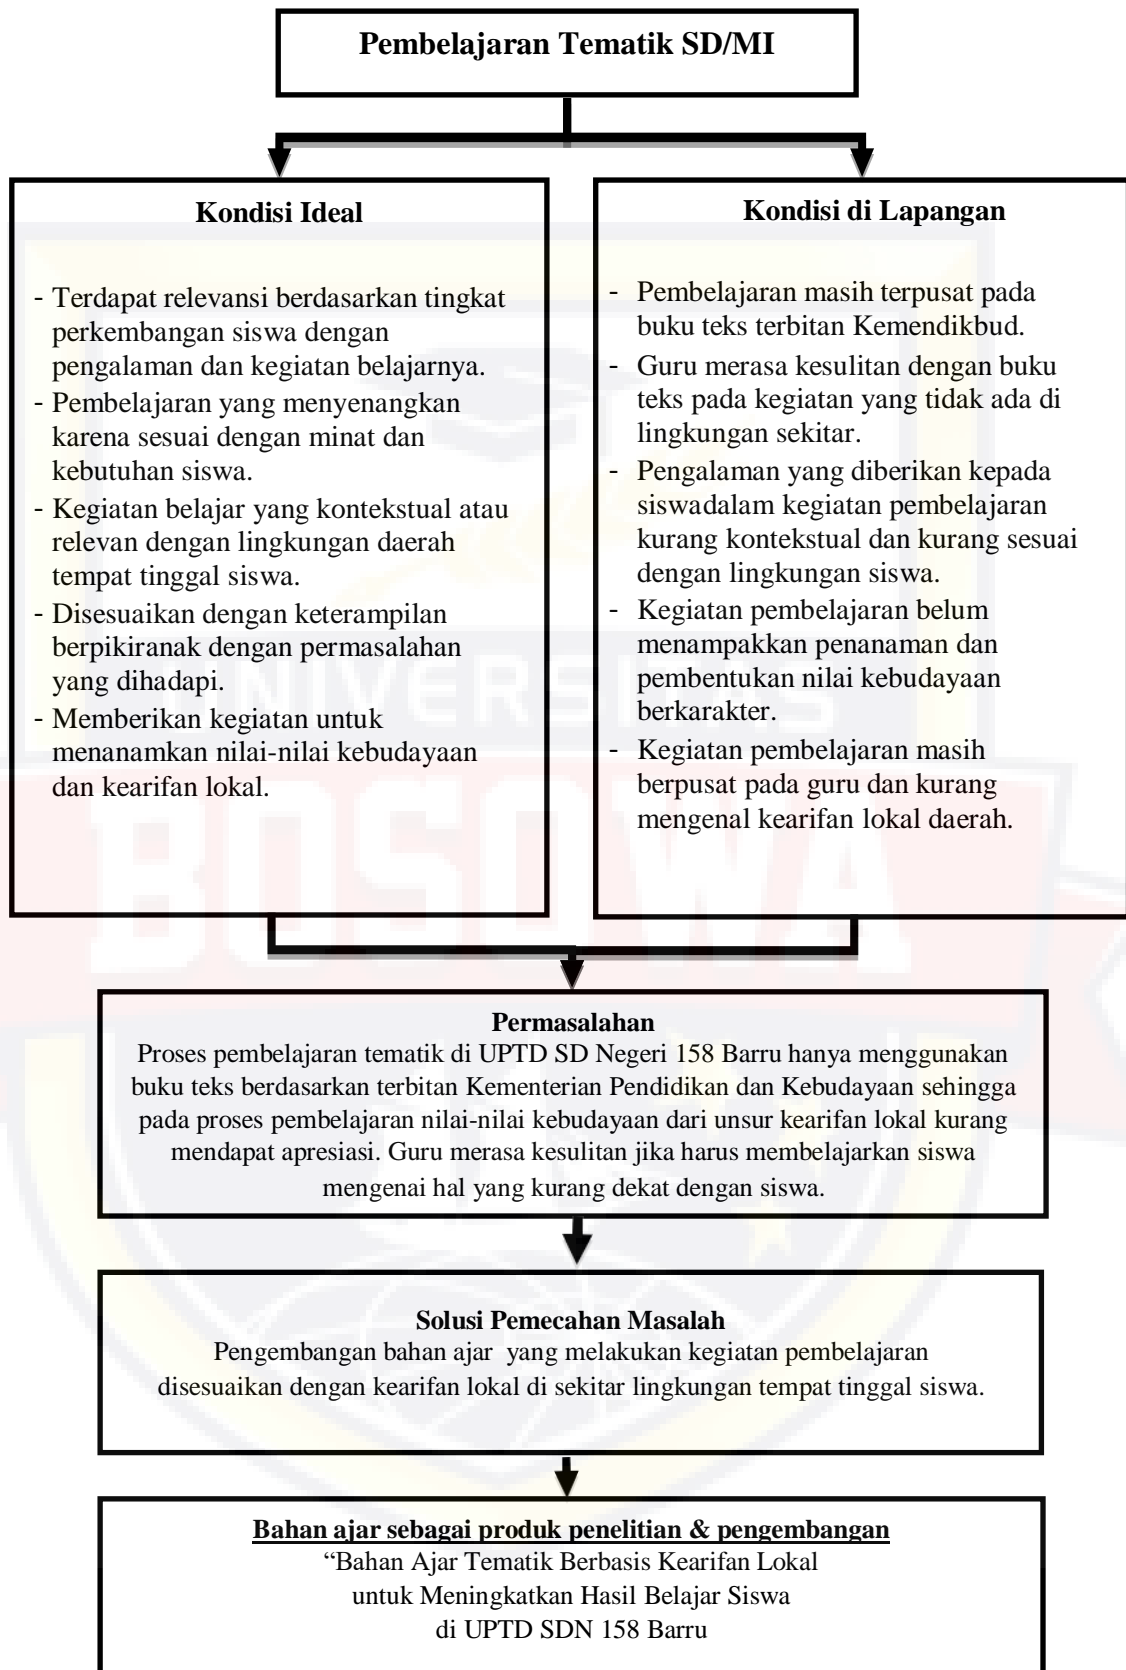 Pembelajaran Tematik SD/MI
Kondisi Ideal
- Terdapat relevansi berdasarkan tingkat
perkembangan siswa dengan
pengalaman dan kegiatan belajarnya.
- Pembelajaran yang menyenangkan
karena sesuai dengan minat dan
kebutuhan siswa.
- Kegiatan belajar yang kontekstual atau
relevan dengan lingkungan daerah
tempat tinggal siswa.
- Disesuaikan dengan keterampilan
berpikiranak dengan permasalahan
yang dihadapi.
- Memberikan kegiatan untuk
menanamkan nilai-nilai kebudayaan
dan kearifan lokal.
Kondisi di Lapangan
- Pembelajaran masih terpusat pada
buku teks terbitan Kemendikbud.
- Guru merasa kesulitan dengan buku
teks pada kegiatan yang tidak ada di
lingkungan sekitar.
- Pengalaman yang diberikan kepada
siswadalam kegiatan pembelajaran
kurang kontekstual dan kurang sesuai
dengan lingkungan siswa.
- Kegiatan pembelajaran belum
menampakkan penanaman dan
pembentukan nilai kebudayaan
berkarakter.
- Kegiatan pembelajaran masih
berpusat pada guru dan kurang
mengenal kearifan lokal daerah.
UNIVERSITAS
BOSOWA
Permasalahan
Proses pembelajaran tematik di UPTD SD Negeri 158 Barru hanya menggunakan
buku teks berdasarkan terbitan Kementerian Pendidikan dan Kebudayaan sehingga
pada proses pembelajaran nilai-nilai kebudayaan dari unsur kearifan lokal kurang
mendapat apresiasi. Guru merasa kesulitan jika harus membelajarkan siswa
mengenai hal yang kurang dekat dengan siswa.
Solusi Pemecahan Masalah
Pengembangan bahan ajar yang melakukan kegiatan pembelajaran
disesuaikan dengan kearifan lokal di sekitar lingkungan tempat tinggal siswa.
Bahan ajar sebagai produk penelitian & pengembangan
“Bahan Ajar Tematik Berbasis Kearifan Lokal
untuk Meningkatkan Hasil Belajar Siswa
di UPTD SDN 158 Barru